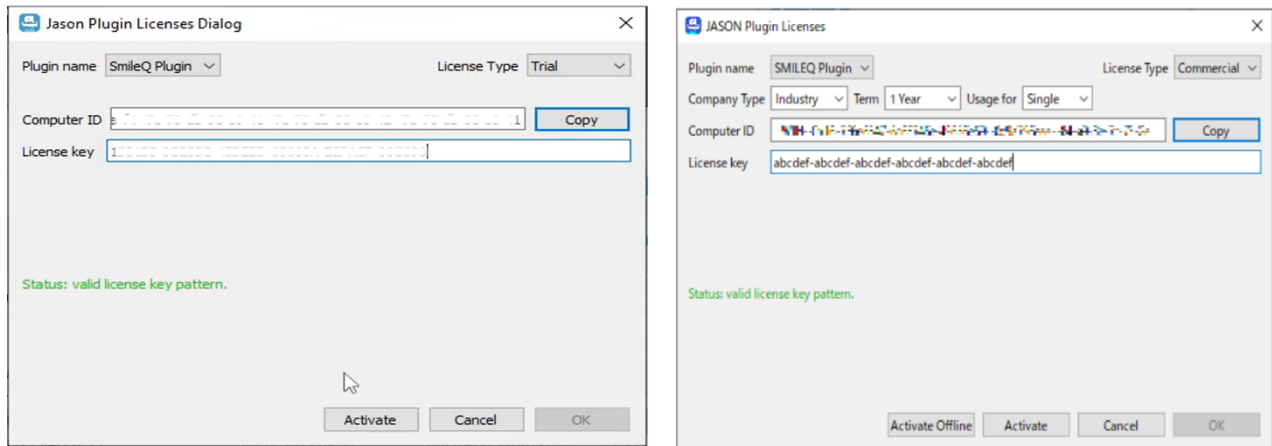 Jason Plugin Licenses Dialog
Plugin name SmileQ Plugin License Type Trial
Computer ID Copy
License key
Status: valid license key pattern.
Activate Cancel OK
JASON Plugin Licenses
Plugin name SMILEQ Plugin License Type Commercial
Company Type Industry Term 1 Year Usage for Single
Computer ID Copy
License key abcdef-abcdef-abcdef-abcdef-abcdef-abcdef
Status: valid license key pattern.
Activate Offline Activate Cancel OK